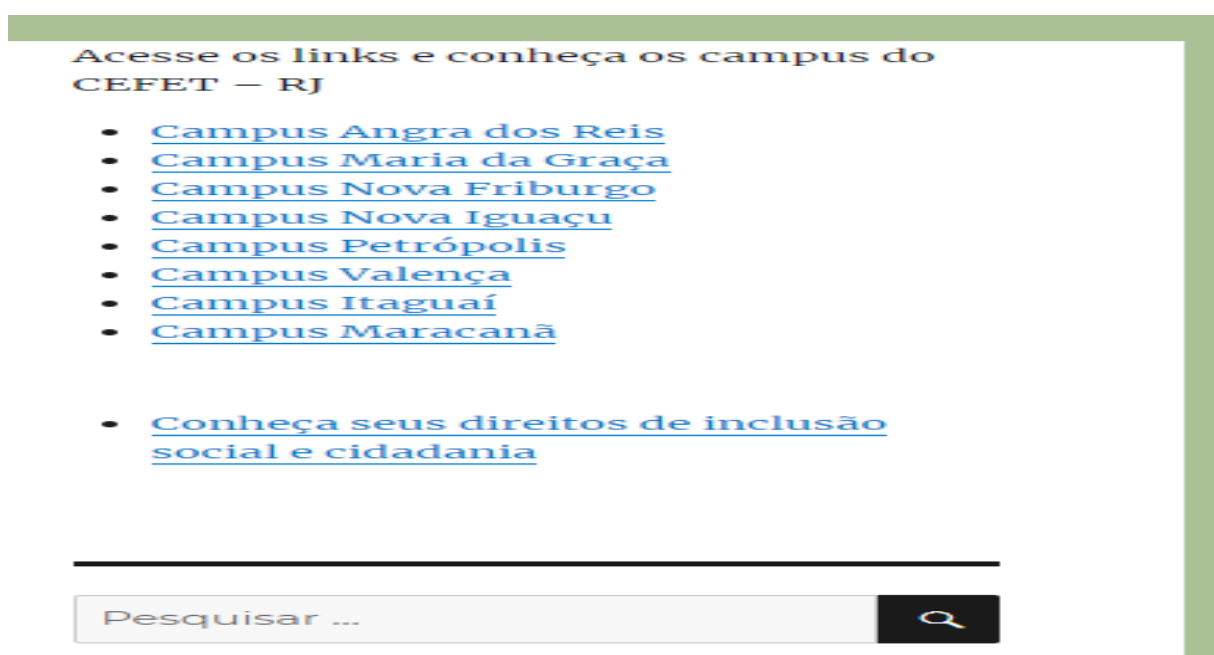 Acesse os links e conheça os campus do
CEFET – RJ
• Campus Angra dos Reis
• Campus Maria da Graça
• Campus Nova Friburgo
• Campus Nova Iguaçu
• Campus Petrópolis
• Campus Valença
• Campus Itaguaí
• Campus Maracanã
• Conheça seus direitos de inclusão
social e cidadania
Pesquisar ...